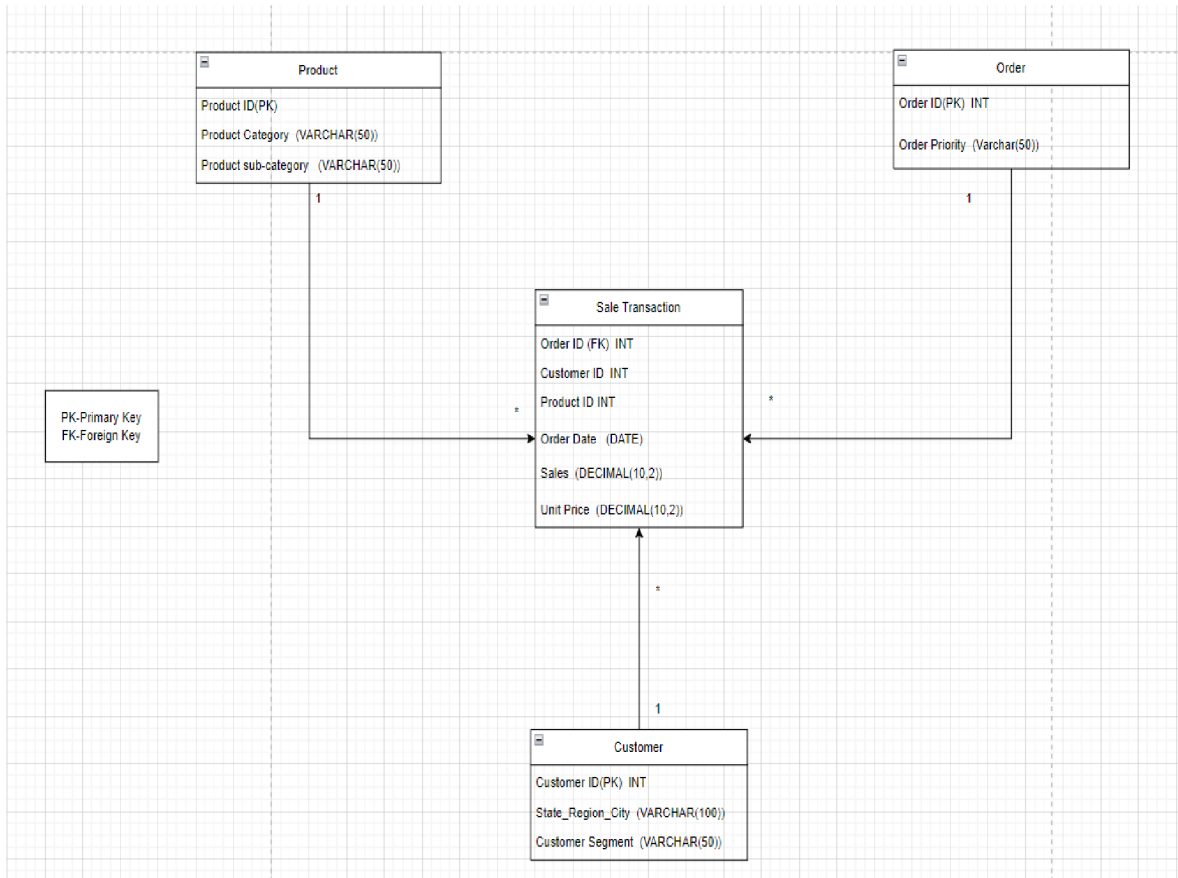 Product
Product ID(PK)
Product Category (VARCHAR(50))
Product sub-category (VARCHAR(50))
1
Order
Order ID(PK) INT
Order Priority (Varchar(50))
1
Sale Transaction
Order ID (FK) INT
Customer ID INT
Product ID INT
Order Date (DATE)
Sales (DECIMAL(10,2))
Unit Price (DECIMAL(10,2))
*
*
PK-Primary Key
FK-Foreign Key
*
1
Customer
Customer ID(PK) INT
State_Region_City (VARCHAR(100))
Customer Segment (VARCHAR(50))